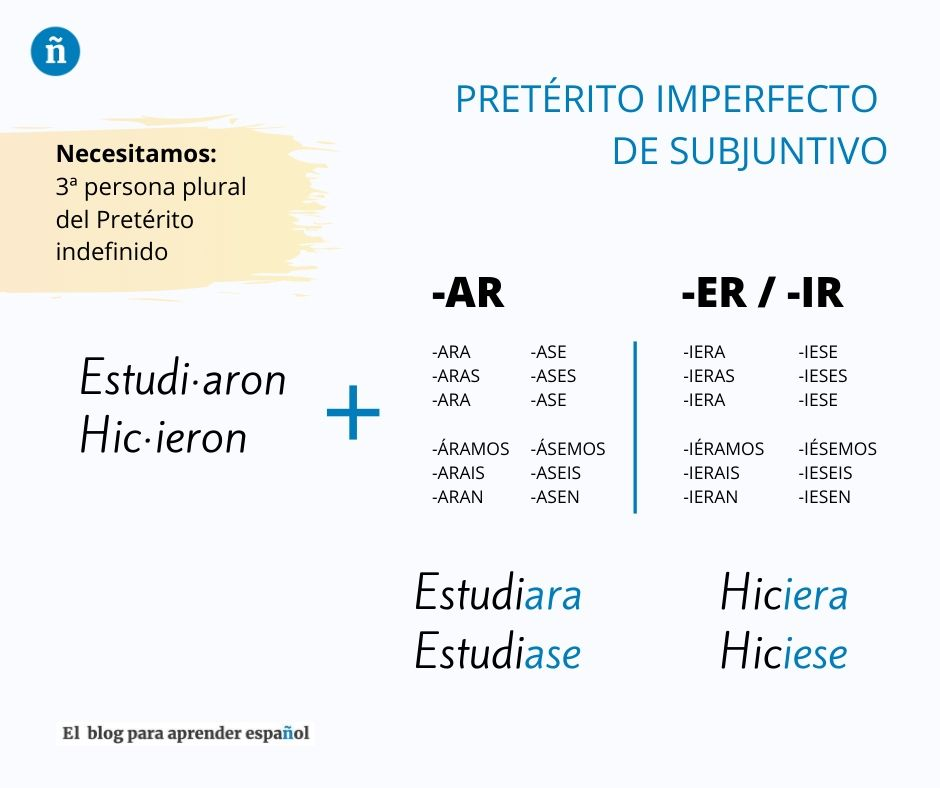 ñ
PRETÉRITO IMPERFECTO
DE SUBJUNTIVO
Necesitamos:
3ª persona plural
del Pretérito
indefinido
-AR
-ER / -IR
Estudi·aron
Hic·ieron
+
-ARA -ASE
-ARAS -ASES
-ARA -ASE
-ÁRAMOS -ÁSEMOS
-ARAIS -ASEIS
-ARAN -ASEN
-IERA -IESE
-IERAS -IESES
-IERA -IESE
-IÉRAMOS -IÉSEMOS
-IERAIS -IESEIS
-IERAN -IESEN
Estudiara
Estudiase
Hiciera
Hiciese
El blog para aprender español